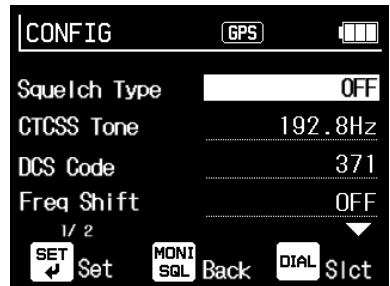 CONFIG GPS
Squelch Type OFF
CTCSS Tone 192.8Hz
DCS Code 371
Freq Shift OFF
1/ 2
SET Set MONI SQL Back DIAL Slct